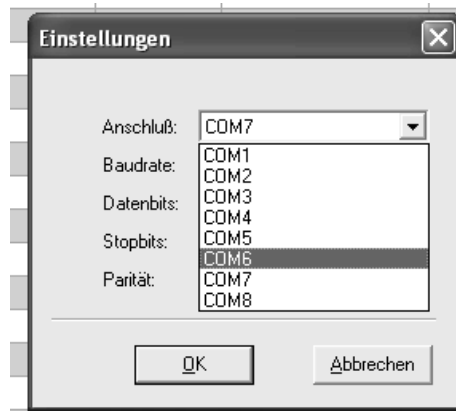 Einstellungen
Anschluß: COM7
COM1
Baudrate:
COM2
COM3
Datenbits:
COM4
COM5
Stopbits:
COM6
COM7
Parität:
COM8
OK Abbrechen